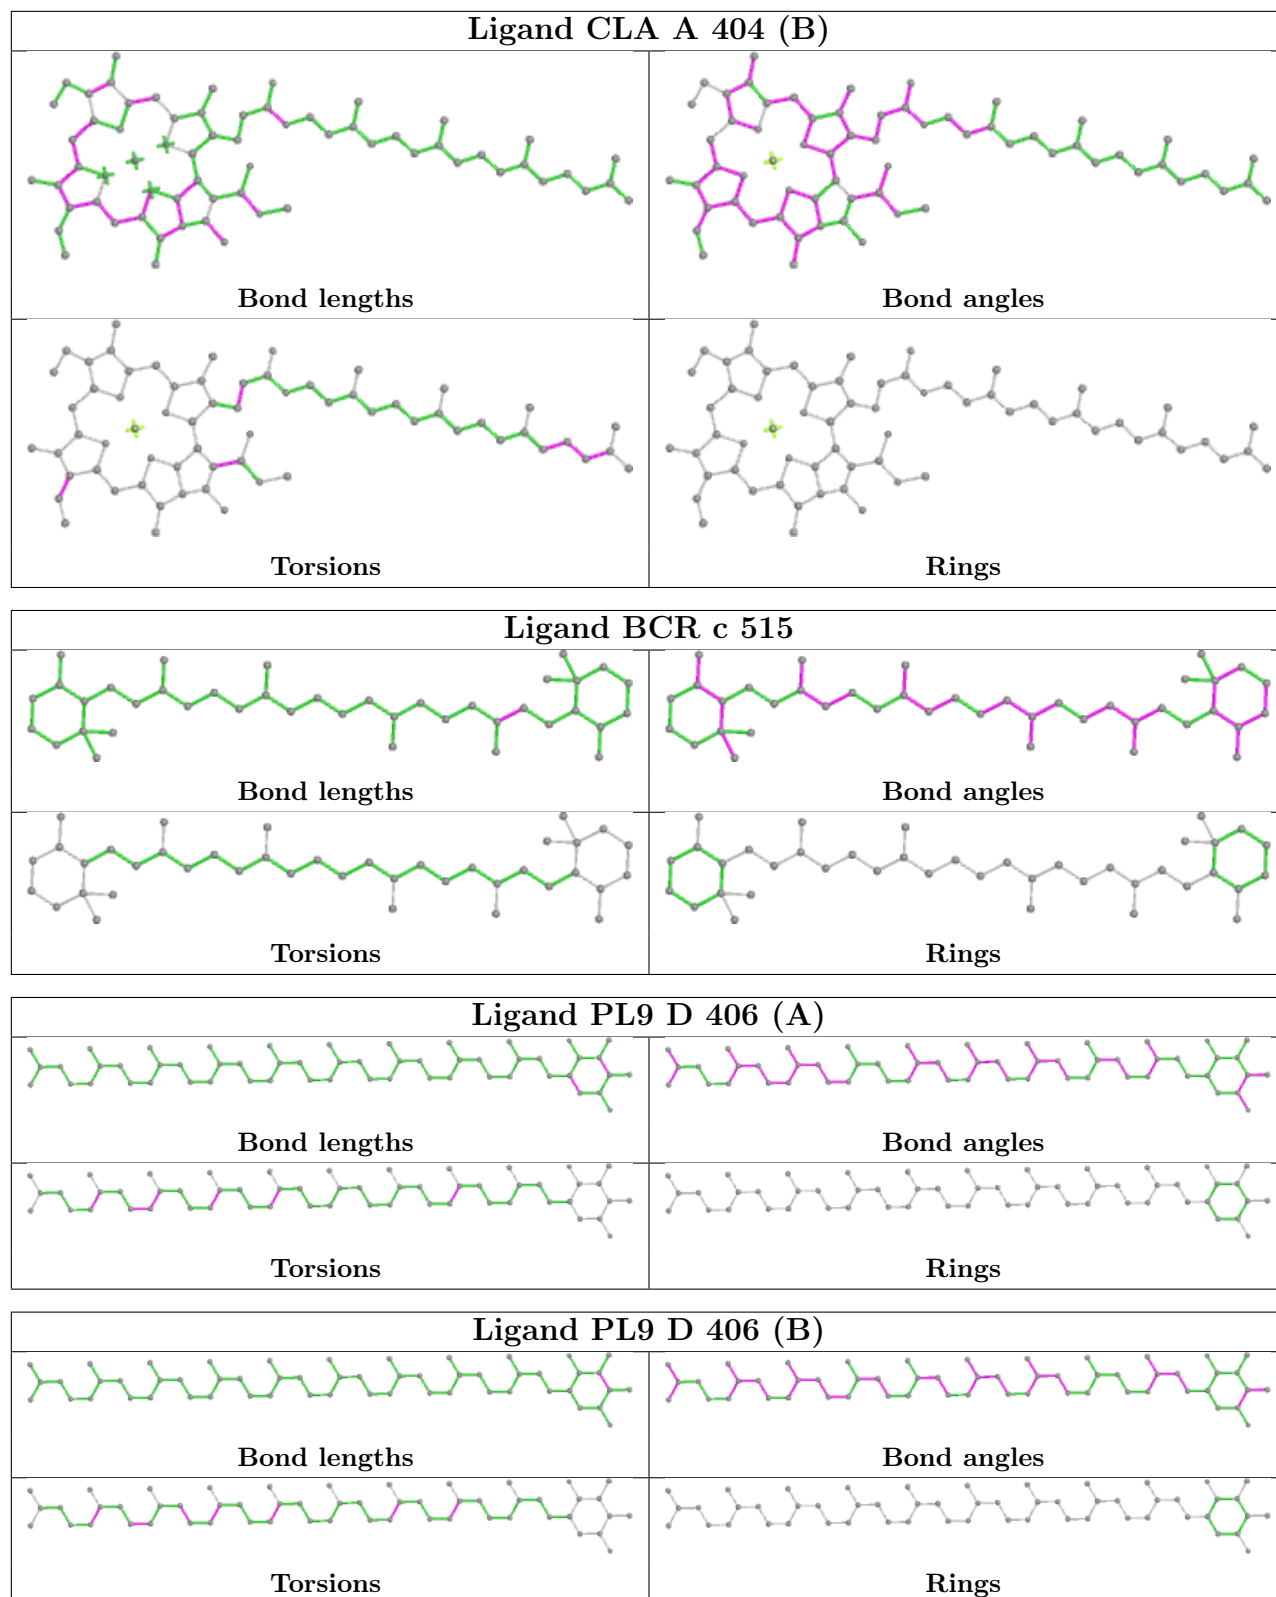 Ligand CLA A 404 (B)
Bond lengths
Bond angles
Torsions
Rings
Ligand BCR c 515
Bond lengths
Bond angles
Torsions
Rings
Ligand PL9 D 406 (A)
Bond lengths
Bond angles
Torsions
Rings
Ligand PL9 D 406 (B)
Bond lengths
Bond angles
Torsions
Rings